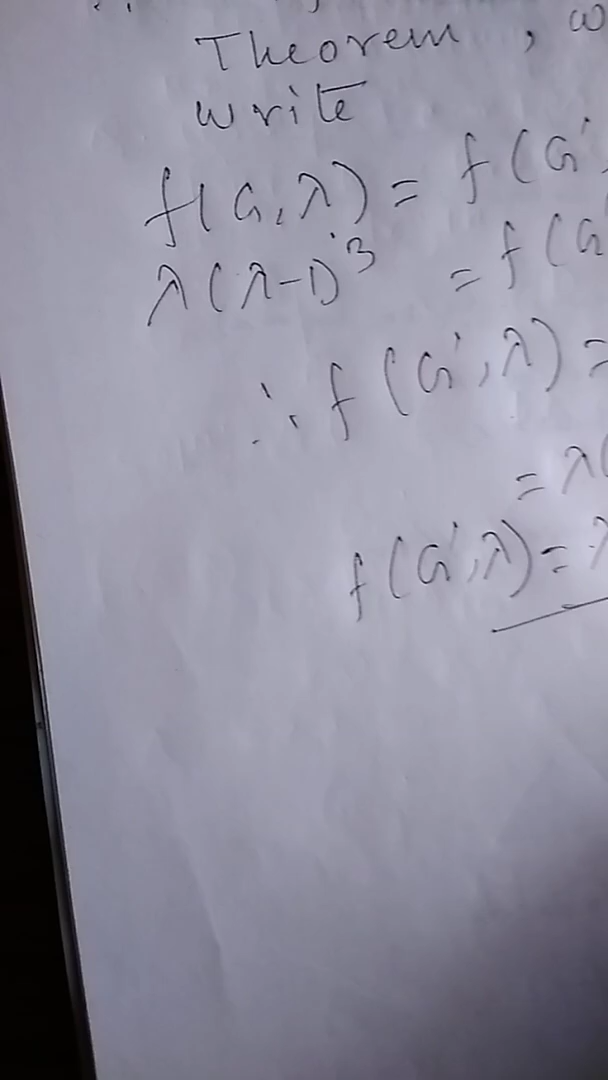 Theorem, w
write
f(G,λ) = f(G'
λ(λ-1)³ = f(G
∴ f(G',λ) =
= λ(
f(G',λ) = λ